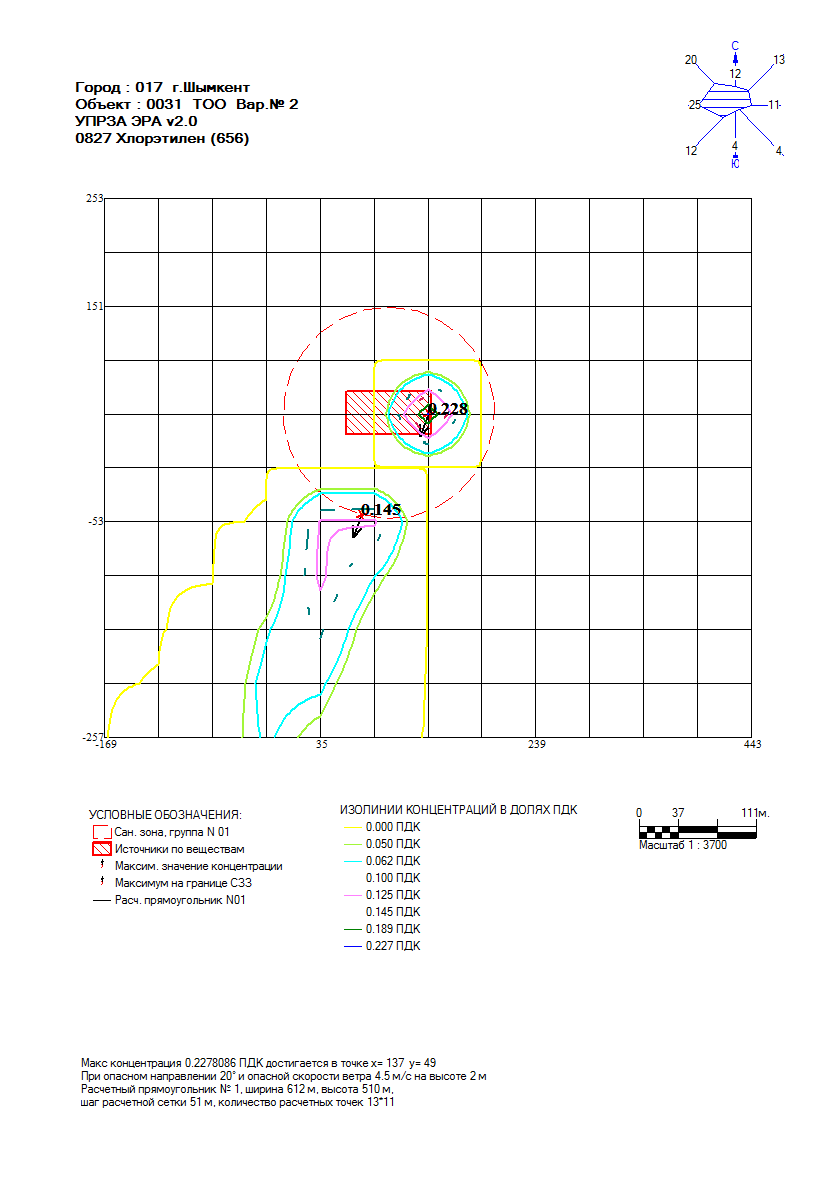 Город : 017 г.Шымкент
Объект : 0031 ТОО Вар.№ 2
УПРЗА ЭРА v2.0
0827 Хлорэтилен (656)
С
20
13
12
25
11
12
4
4
Ю
253
151
0.228
0.145
-53
-257
-169
35
239
443
УСЛОВНЫЕ ОБОЗНАЧЕНИЯ:
Сан. зона, группа N 01
Источники по веществам
Максим. значение концентрации
Максимум на границе СЗЗ
Расч. прямоугольник N01
ИЗОЛИНИИ КОНЦЕНТРАЦИЙ В ДОЛЯХ ПДК
0.000 ПДК
0.050 ПДК
0.062 ПДК
0.100 ПДК
0.125 ПДК
0.145 ПДК
0.189 ПДК
0.227 ПДК
0 37 111м.
Масштаб 1 : 3700
Макс концентрация 0.2278086 ПДК достигается в точке x= 137 y= 49
При опасном направлении 20° и опасной скорости ветра 4.5 м/с на высоте 2 м
Расчетный прямоугольник № 1, ширина 612 м, высота 510 м,
шаг расчетной сетки 51 м, количество расчетных точек 13*11